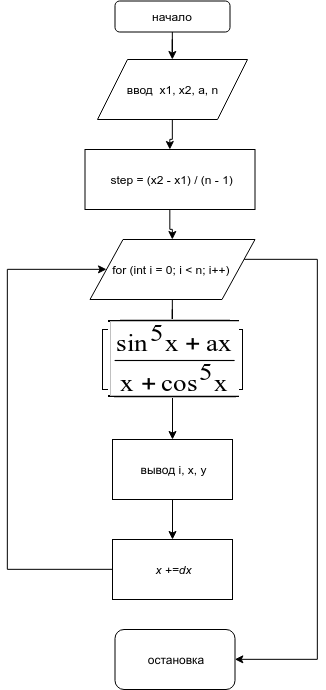 начало
ввод x1, x2, a, n
step = (x2 - x1) / (n - 1)
for (int i = 0; i < n; i++)
sin⁵x + ax
x + cos⁵x
вывод i, x, y
x +=dx
остановка